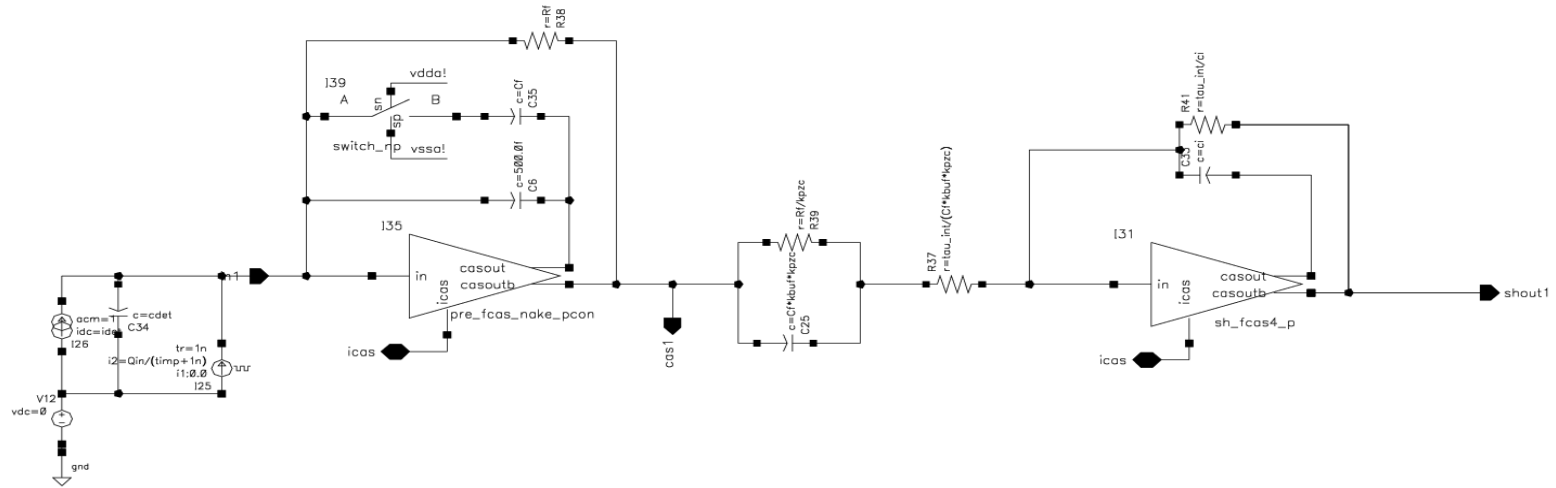 r=Rf
R38
I39
vdda!
A
sn
B
sp
c=Cf
C35
switch_np
vssa!
c=500.0f
C6
I35
in
casout
casoutb
icas
pre_fcas_nake_pcon
icas
cas1
in1
acm=1
idc=idet
I26
c=cdet
C34
tr=1n
i2=Qin/(timp+1n)
i1:0.0
I25
V12
vdc=0
gnd
r=Rf/kpzc
R39
c=Cf*kbuf*kpzc
C25
R37
r=tau_int/(Cf*kbuf*kpzc)
R41
r=tau_int/ci
C33
c=ci
I31
in
casout
casoutb
icas
sh_fcas4_p
icas
shout1